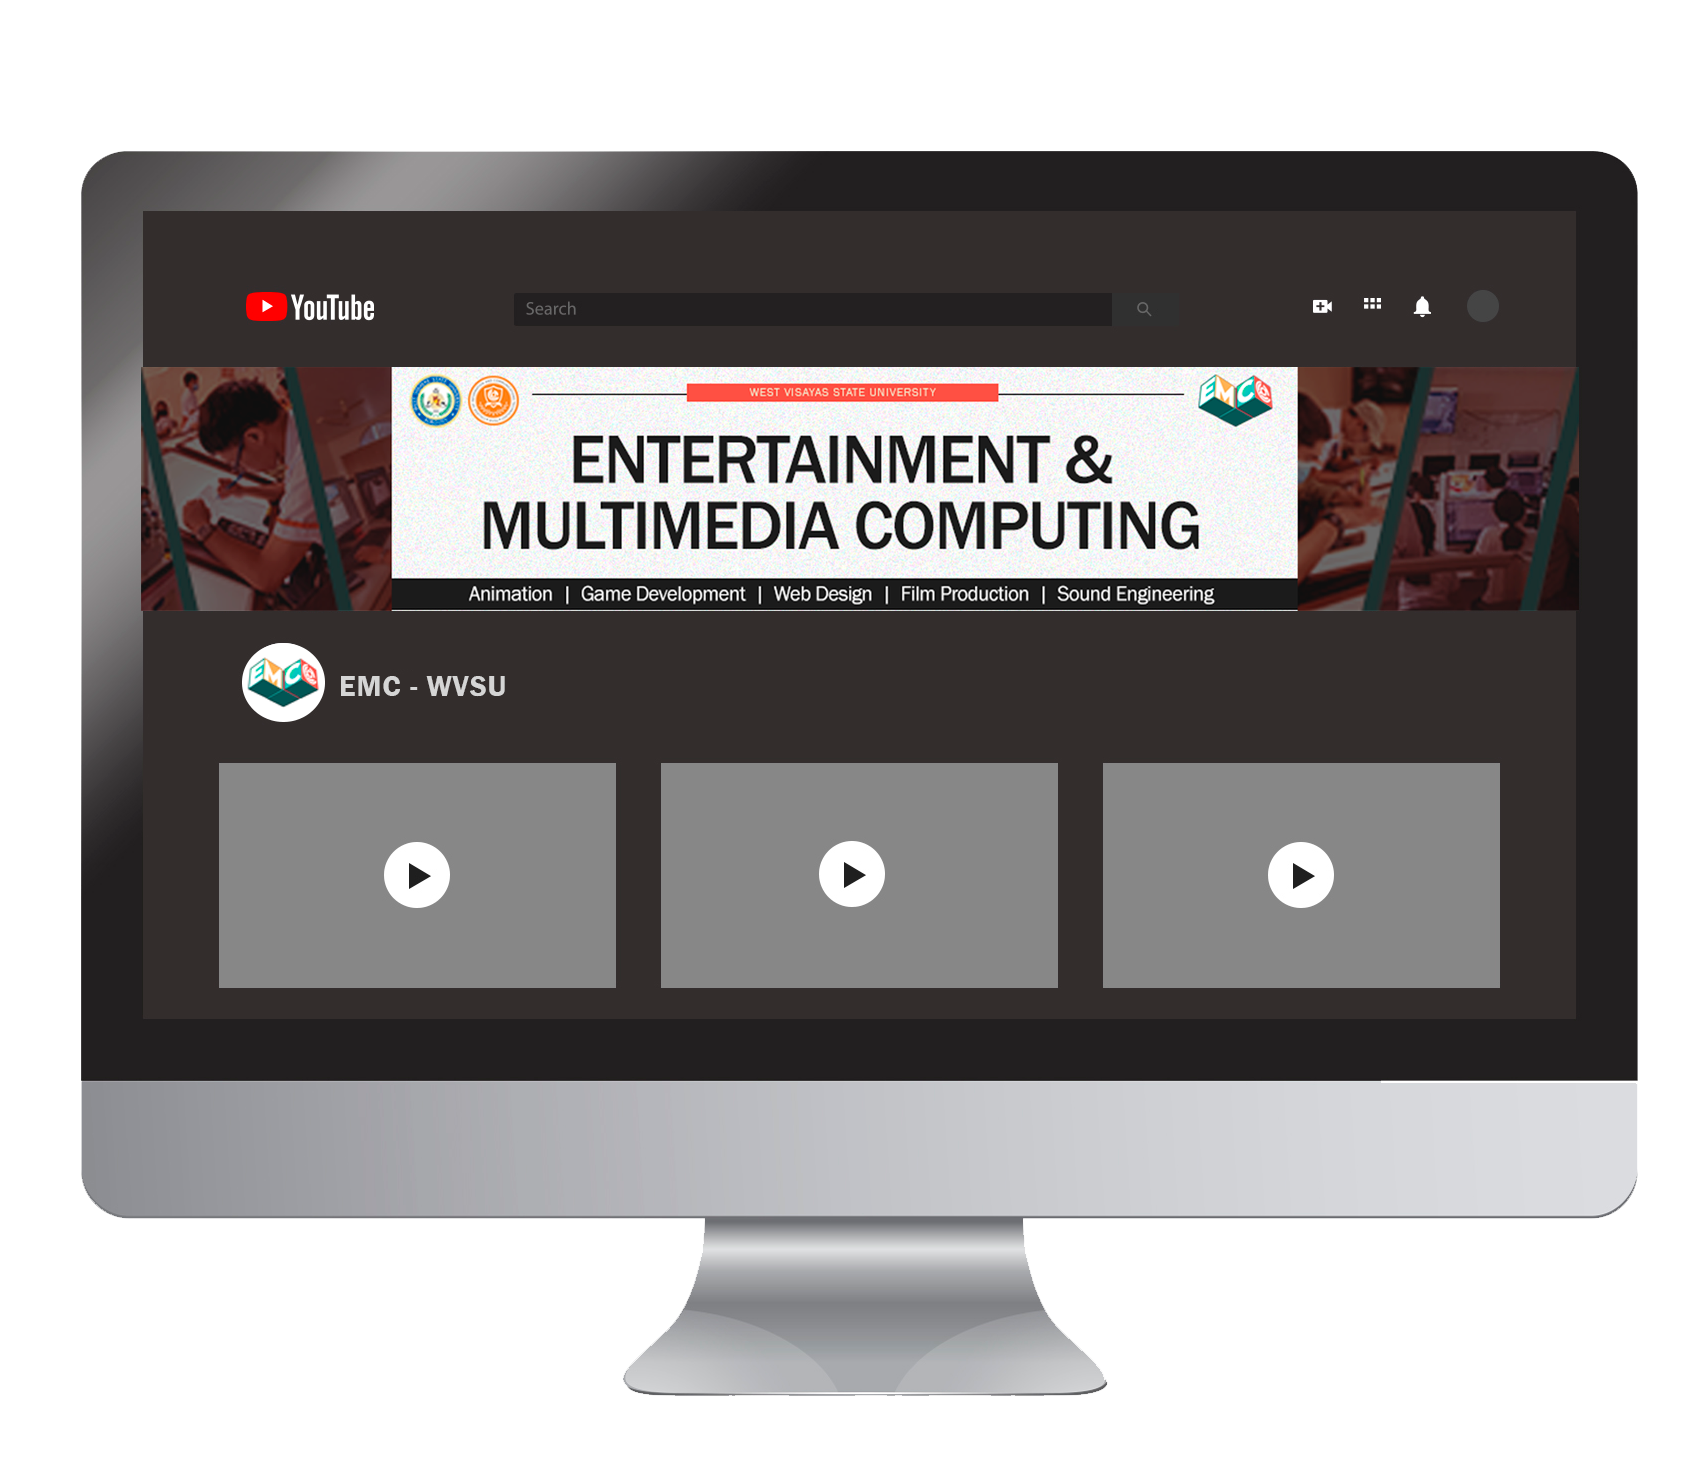 YouTube
Search
WEST VISAYAS STATE UNIVERSITY
EMC
ENTERTAINMENT &
MULTIMEDIA COMPUTING
Animation | Game Development | Web Design | Film Production | Sound Engineering
EMC
EMC - WVSU